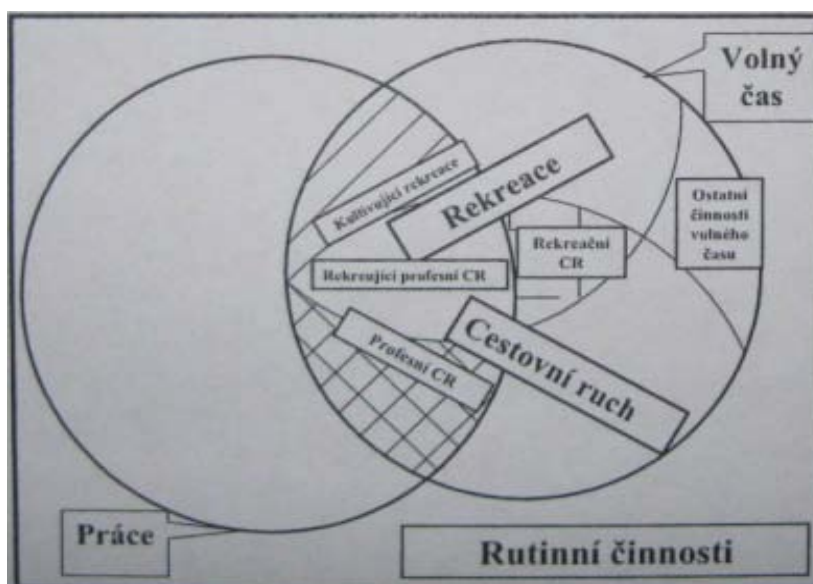 Volný
čas
Kultivující rekreace
Rekreace
Ostatní
činnosti
volného
času
Rekreační
CR
Rekreující profesní CR
Profesní CR
Cestovní ruch
Práce
Rutinní činnosti